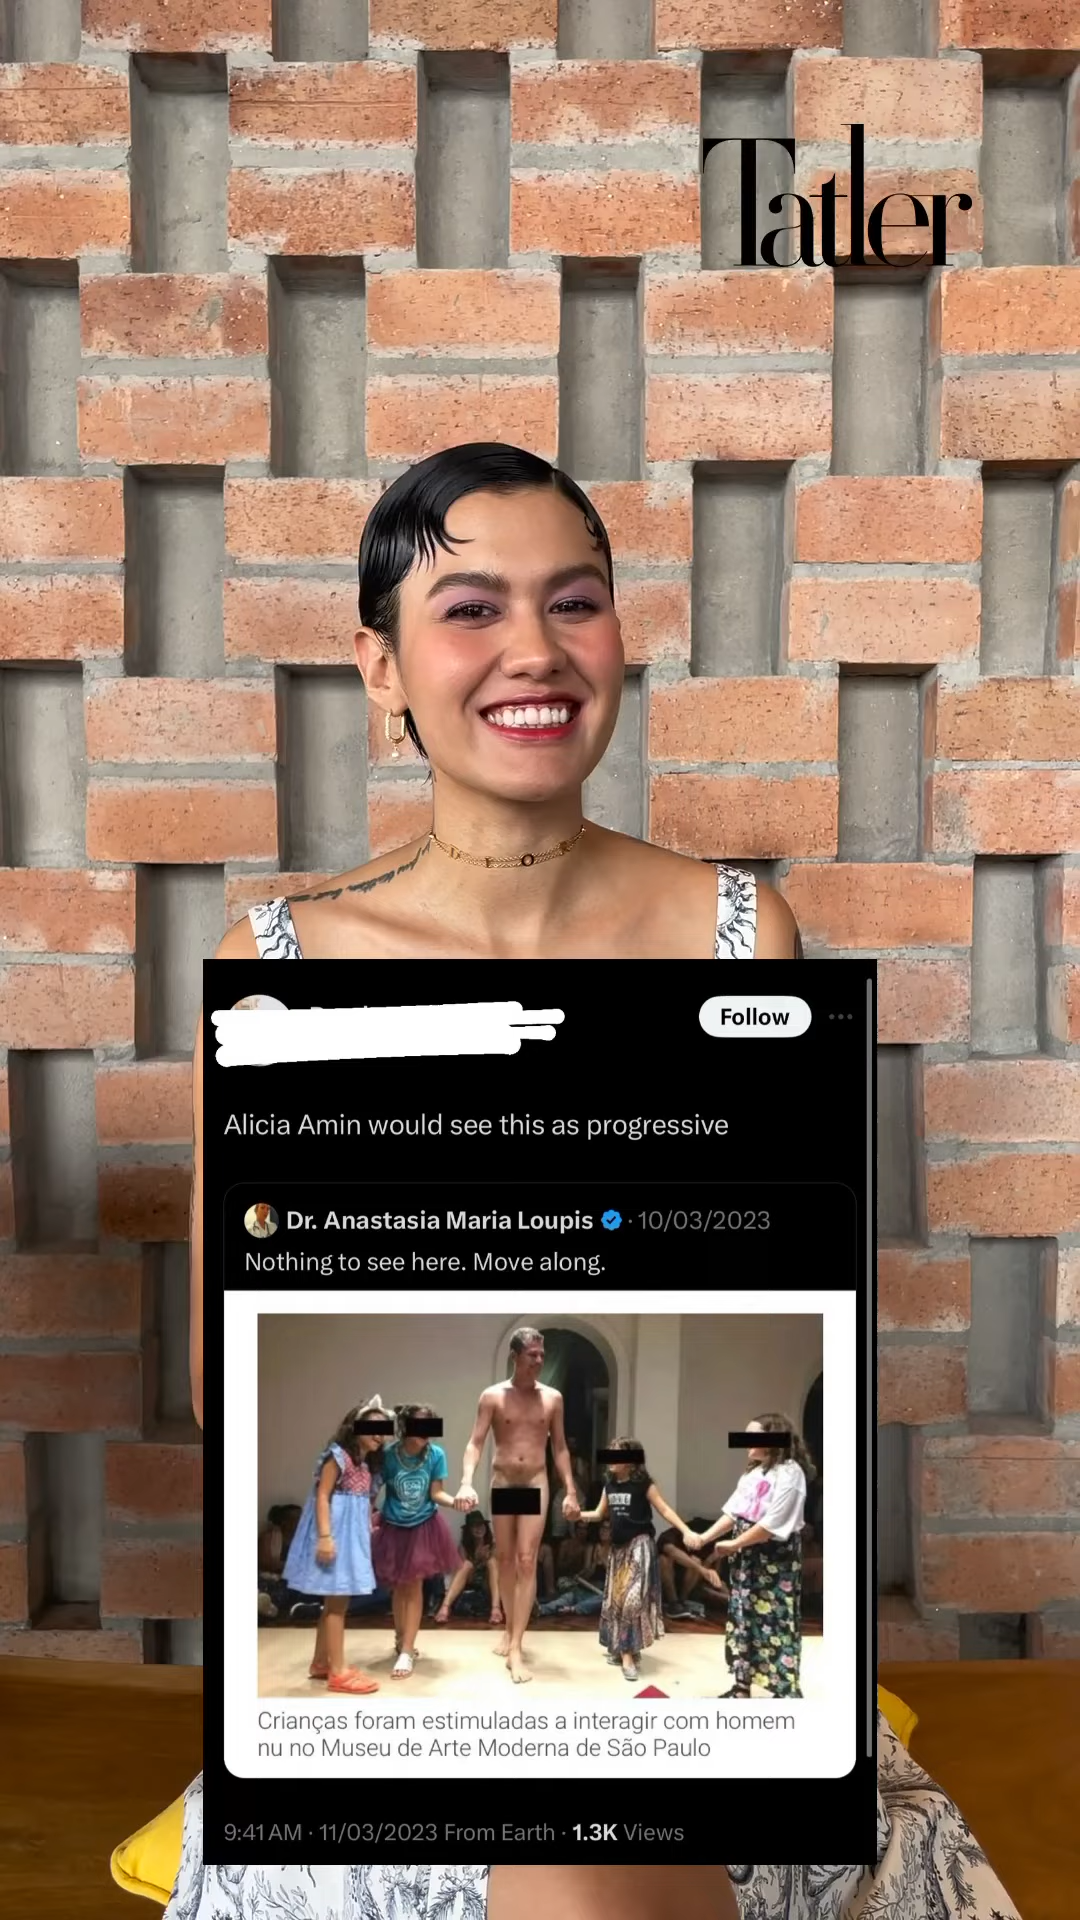 Tatler
Follow
Alicia Amin would see this as progressive
Dr. Anastasia Maria Loupis · 10/03/2023
Nothing to see here. Move along.
Crianças foram estimuladas a interagir com homem
nu no Museu de Arte Moderna de São Paulo
9:41 AM · 11/03/2023 From Earth · 1.3K Views